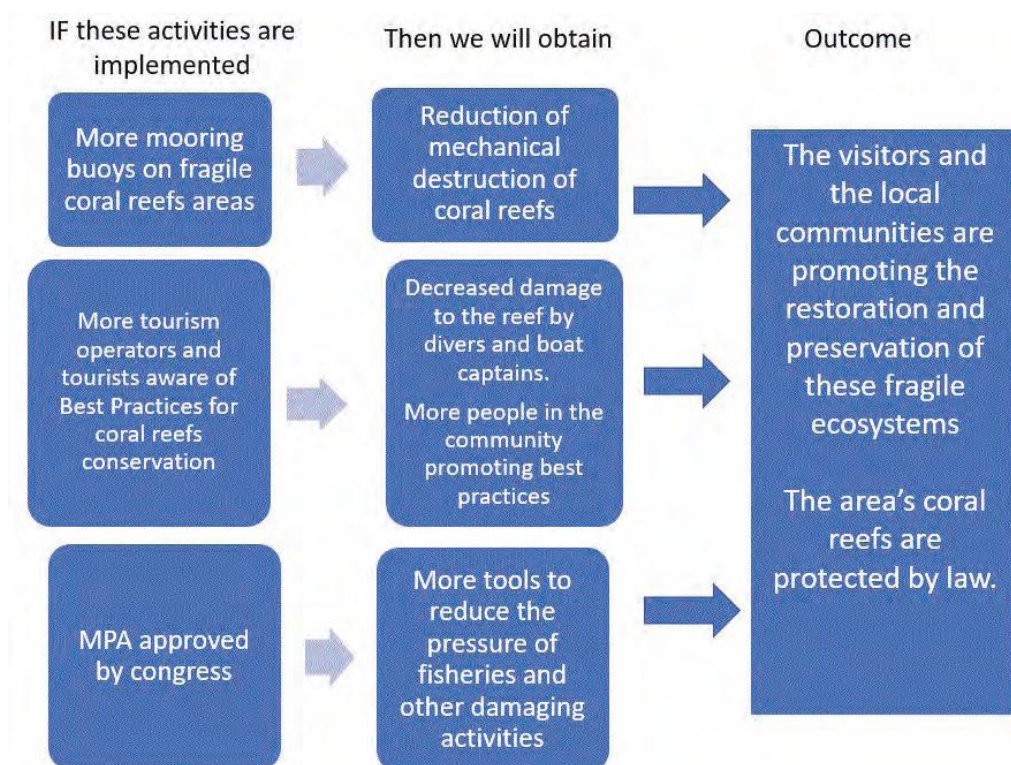 IF these activities are
implemented
Then we will obtain
Outcome
More mooring
buoys on fragile
coral reefs areas
Reduction of
mechanical
destruction of
coral reefs
More tourism
operators and
tourists aware of
Best Practices for
coral reefs
conservation
Decreased damage
to the reef by
divers and boat
captains.
More people in the
community
promoting best
practices
MPA approved
by congress
More tools to
reduce the
pressure of
fisheries and
other damaging
activities
The visitors and
the local
communities are
promoting the
restoration and
preservation of
these fragile
ecosystems
The area's coral
reefs are
protected by law.